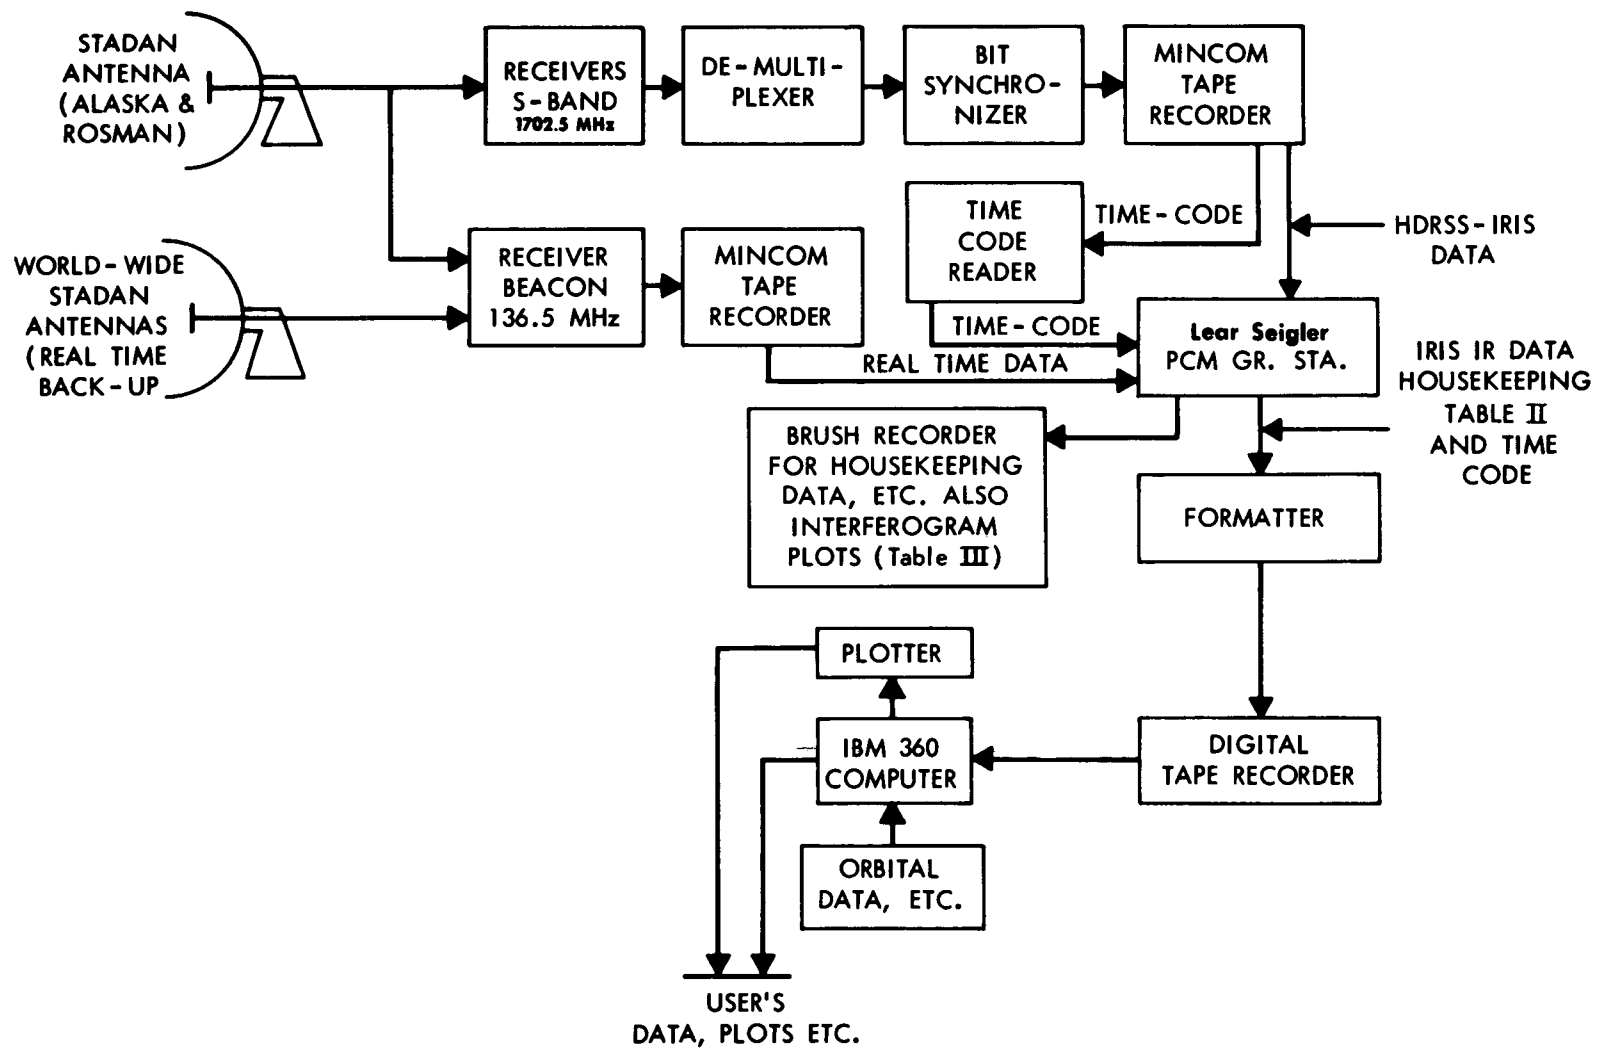 STADAN
ANTENNA
(ALASKA &
ROSMAN)
RECEIVERS
S-BAND
1702.5 MHz
DE-MULTI-
PLEXER
BIT
SYNCHRO-
NIZER
MINCOM
TAPE
RECORDER
TIME
CODE
READER
TIME-CODE
HDRSS-IRIS
DATA
WORLD-WIDE
STADAN
ANTENNAS
(REAL TIME
BACK-UP
RECEIVER
BEACON
136.5 MHz
MINCOM
TAPE
RECORDER
TIME-CODE
REAL TIME DATA
Lear Seigler
PCM GR. STA.
IRIS IR DATA
HOUSEKEEPING
TABLE II
AND TIME
CODE
BRUSH RECORDER
FOR HOUSEKEEPING
DATA, ETC. ALSO
INTERFEROGRAM
PLOTS (Table III)
FORMATTER
PLOTTER
IBM 360
COMPUTER
DIGITAL
TAPE RECORDER
ORBITAL
DATA, ETC.
USER'S
DATA, PLOTS ETC.